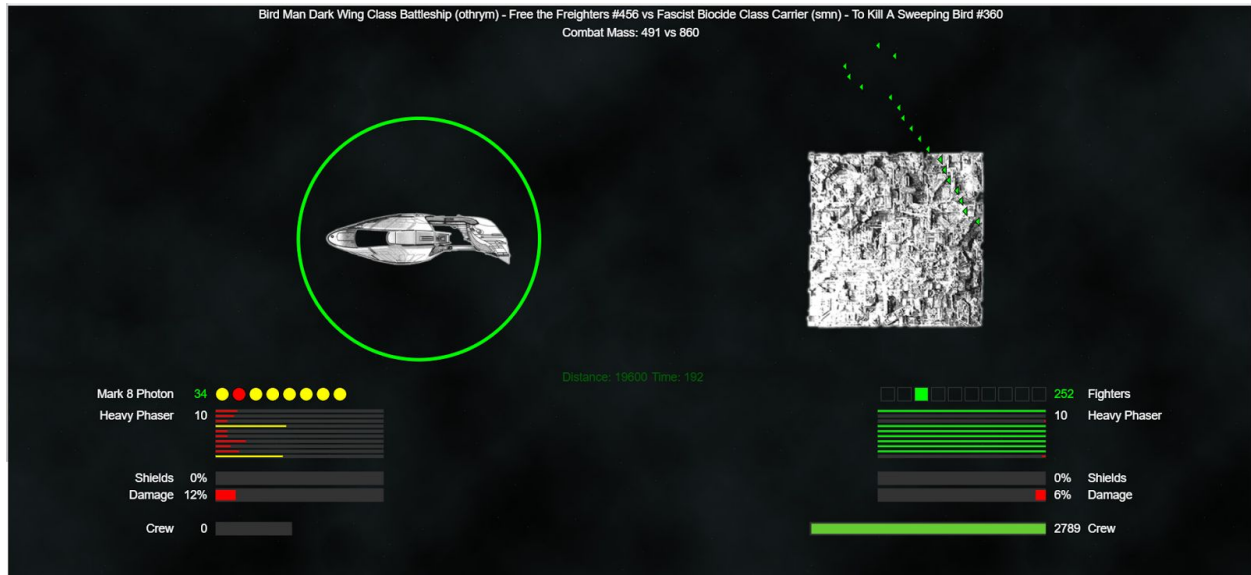 Bird Man Dark Wing Class Battleship (othrym) - Free the Freighters #456 vs Fascist Biocide Class Carrier (smn) - To Kill A Sweeping Bird #360
Combat Mass: 491 vs 860
Distance: 19600 Time: 192
Mark 8 Photon 34
252 Fighters
Heavy Phaser 10
10 Heavy Phaser
Shields 0%
0% Shields
Damage 12%
6% Damage
Crew 0
2789 Crew